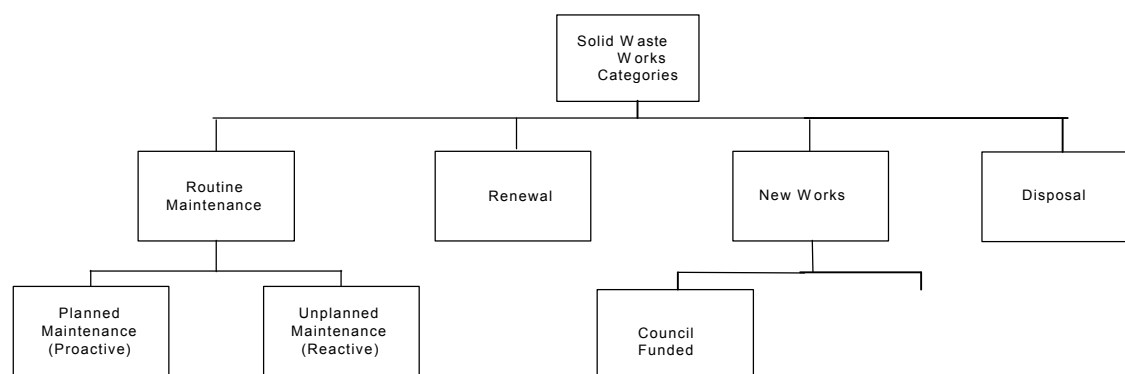 Solid Waste
Works
Categories
Routine
Maintenance
Renewal
New Works
Disposal
Planned
Maintenance
(Proactive)
Unplanned
Maintenance
(Reactive)
Council
Funded